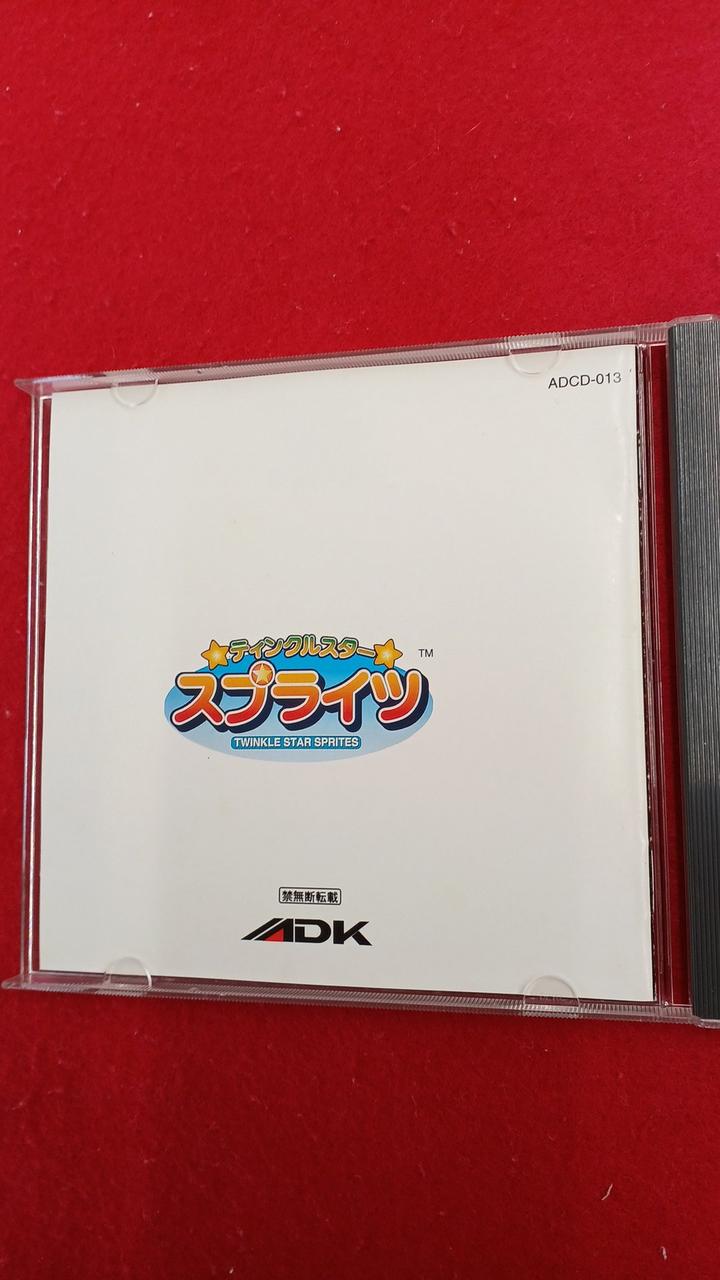 ADCD-013
ティンクルスター
TM
スプライツ
TWINKLE STAR SPRITES
禁無断転載
ADK